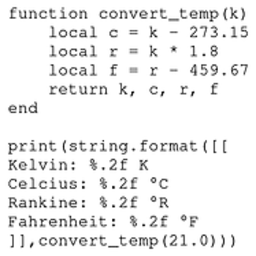 function convert_temp(k)
    local c = k - 273.15
    local r = k * 1.8
    local f = r - 459.67
    return k, c, r, f
end

print(string.format([[
Kelvin: %.2f K
Celcius: %.2f °C
Rankine: %.2f °R
Fahrenheit: %.2f °F
]],convert_temp(21.0)))